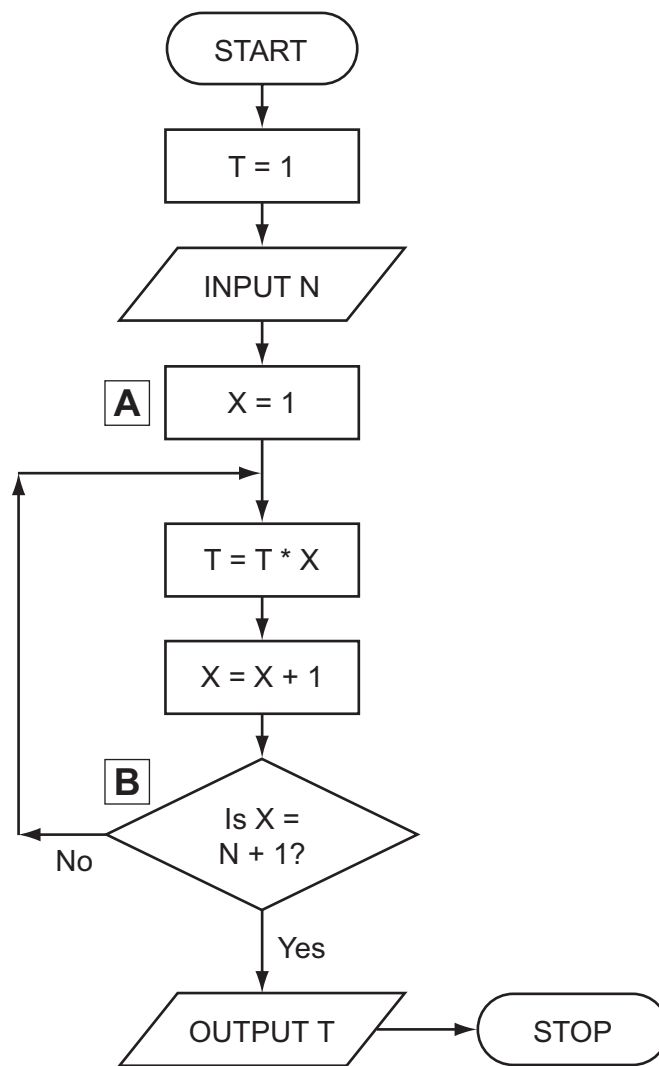 START
T = 1
INPUT N
A
X = 1
T = T * X
X = X + 1
B
Is X =
N + 1?
No
Yes
OUTPUT T
STOP